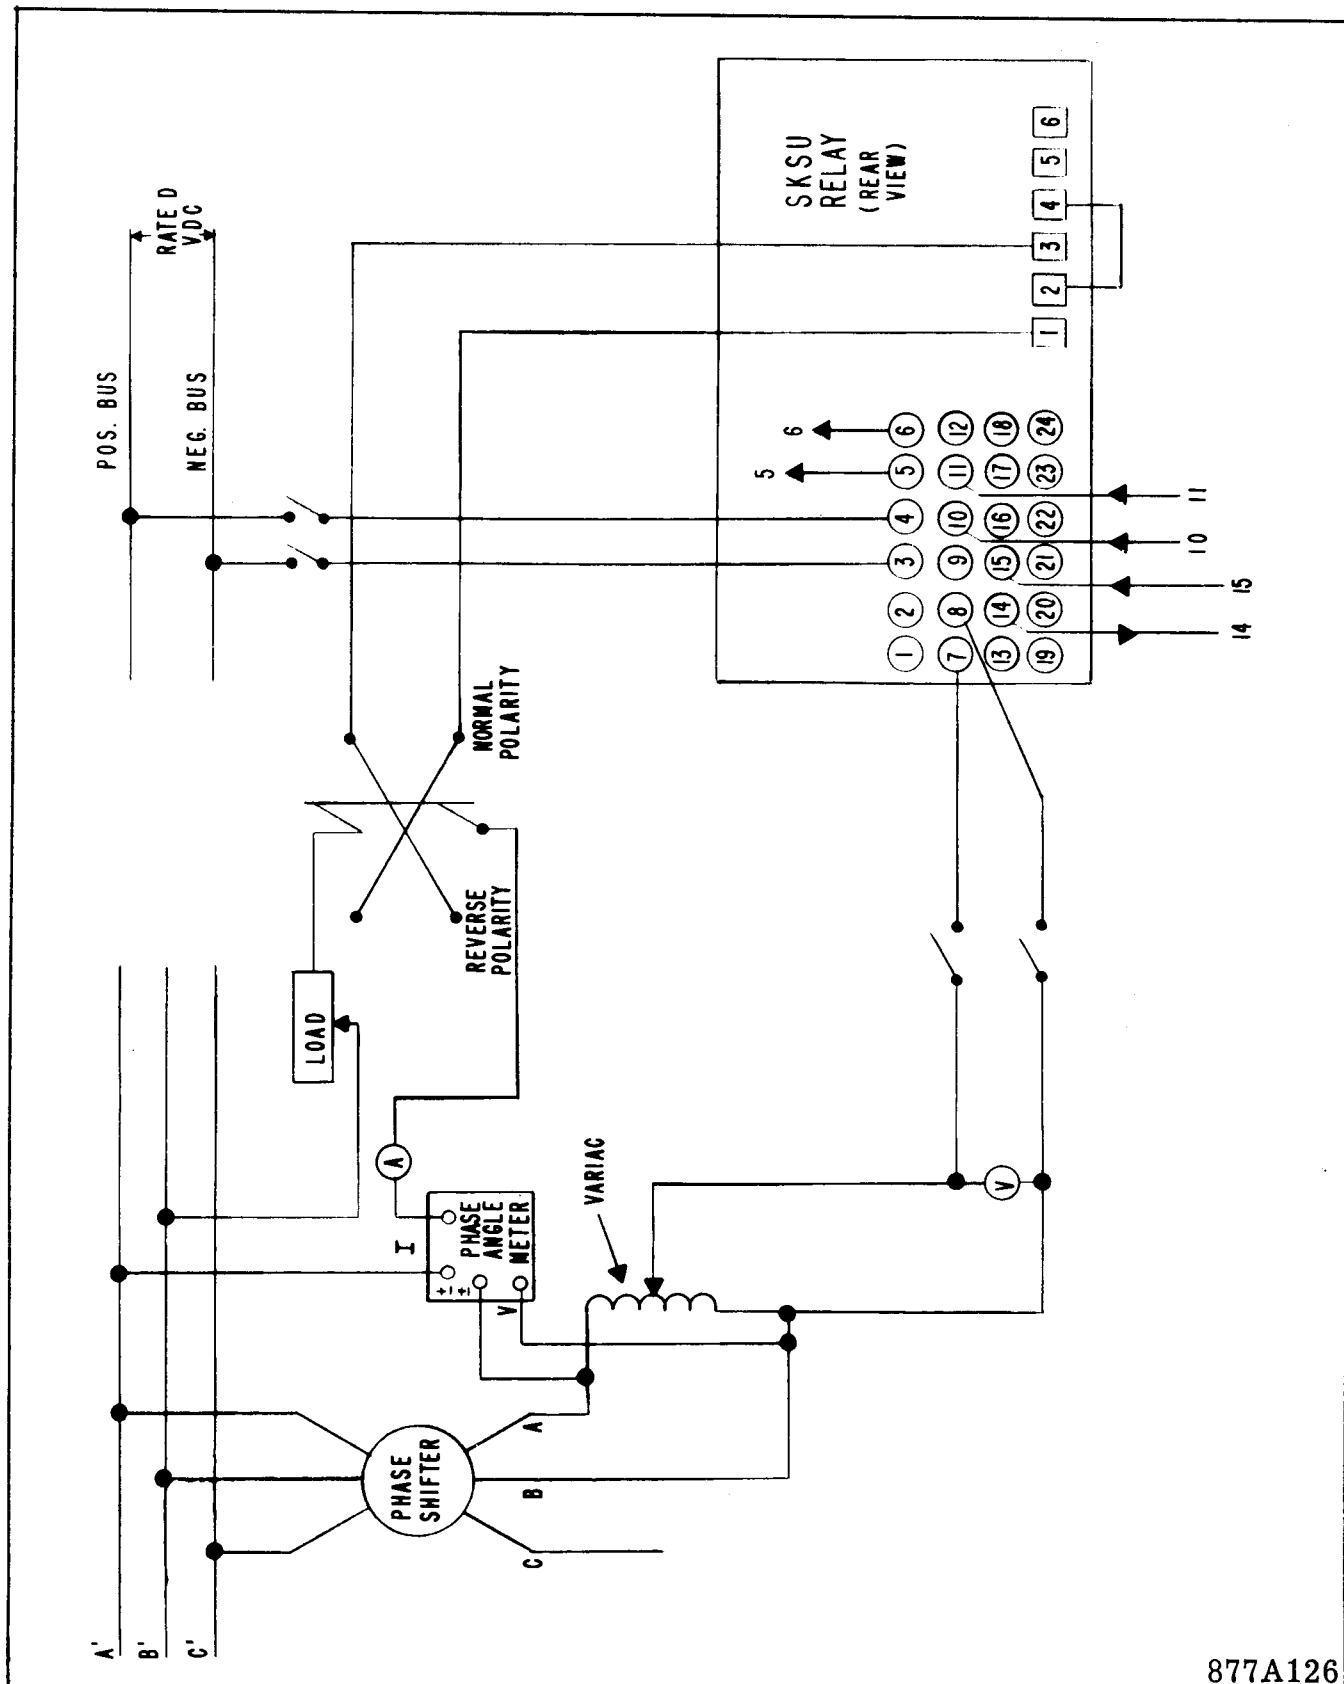 POS. BUS
NEG. BUS
RATED
VDC
SKSU
RELAY
(REAR
VIEW)
1
2
3
4
5
6
1
2
3
4
5
6
7
8
9
10
11
12
13
14
15
16
17
18
19
20
21
22
23
24
5
6
14
15
10
11
NORMAL
POLARITY
REVERSE
POLARITY
LOAD
A
I
PHASE
ANGLE
METER
±
±
V
VARIAC
V
PHASE
SHIFTER
A
B
C
A'
B'
C'
877A126